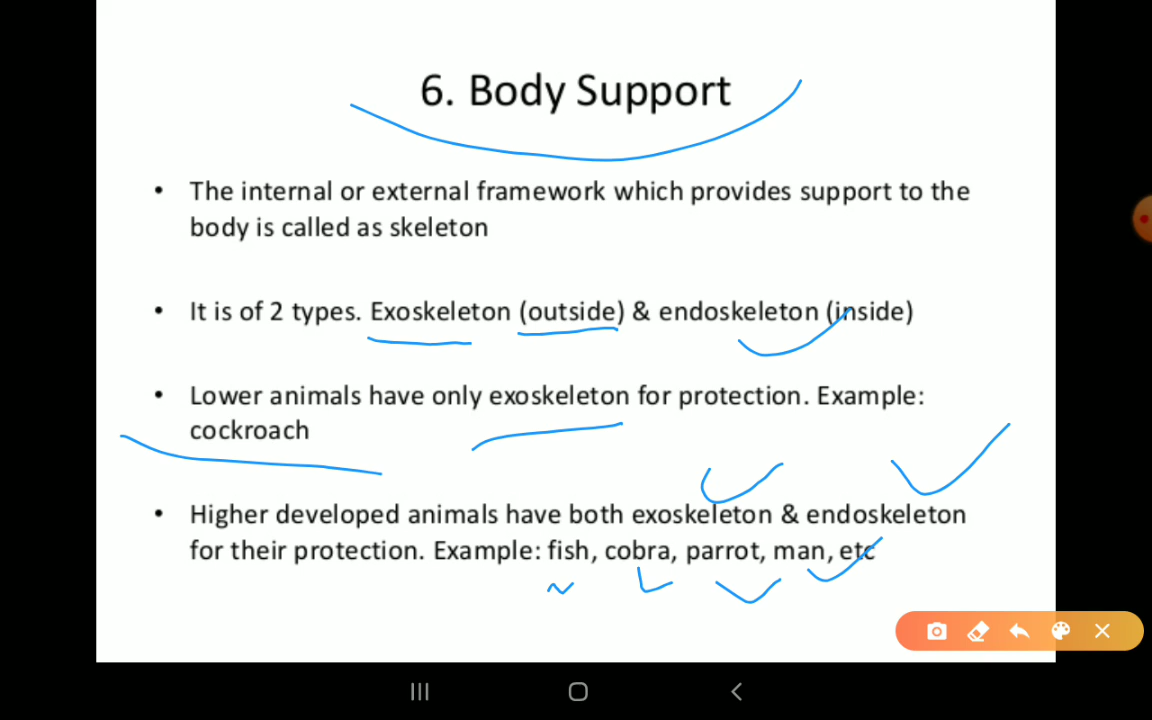 6. Body Support
• The internal or external framework which provides support to the
body is called as skeleton
• It is of 2 types. Exoskeleton (outside) & endoskeleton (inside)
• Lower animals have only exoskeleton for protection. Example:
cockroach
• Higher developed animals have both exoskeleton & endoskeleton
for their protection. Example: fish, cobra, parrot, man, etc